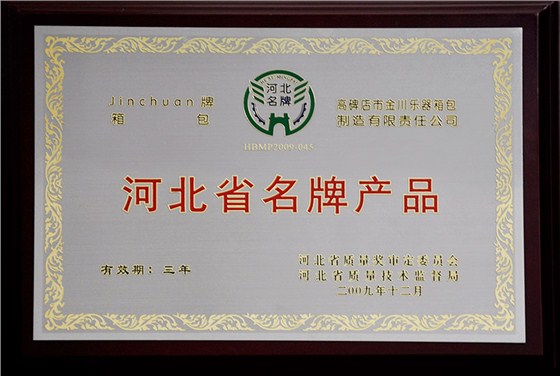 Jinchuan牌
箱包
河北
名牌
HBMP2009-045
高碑店市金川乐器箱包
制造有限责任公司
河北省名牌产品
有效期：三年
河北省质量奖审定委员会
河北省质量技术监督局
二00九年十二月